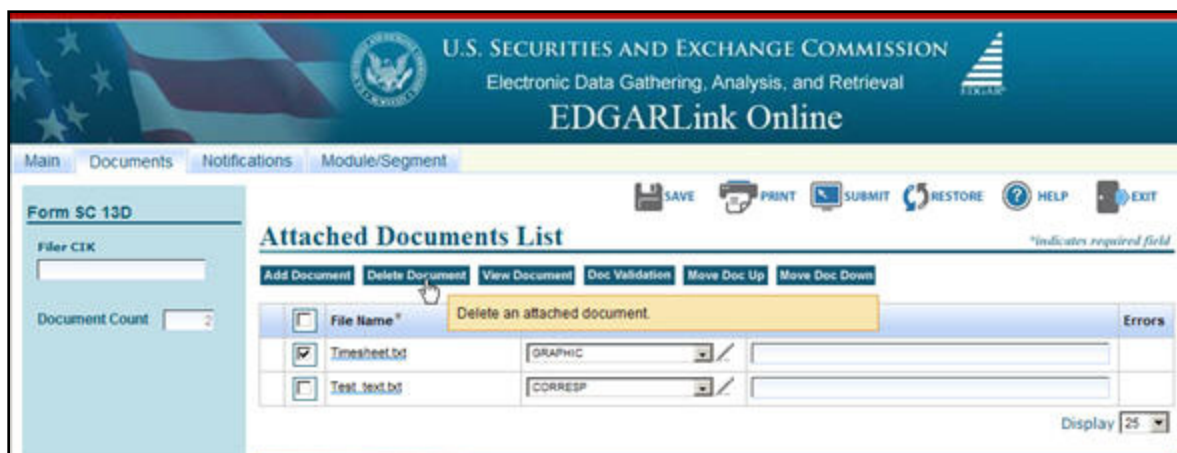 U.S. SECURITIES AND EXCHANGE COMMISSION
Electronic Data Gathering, Analysis, and Retrieval
EDGAR
EDGARLink Online
Main Documents Notifications Module/Segment
SAVE PRINT SUBMIT RESTORE ? HELP EXIT
Form SC 13D
Attached Documents List
*indicates required field
Filer CIK
Add Document Delete Document View Document Doc Validation Move Doc Up Move Doc Down
Delete an attached document.
Document Count 2
File Name* Errors
Timesheet.txt GRAPHIC
Test_text.txt CORRESP
Display 25